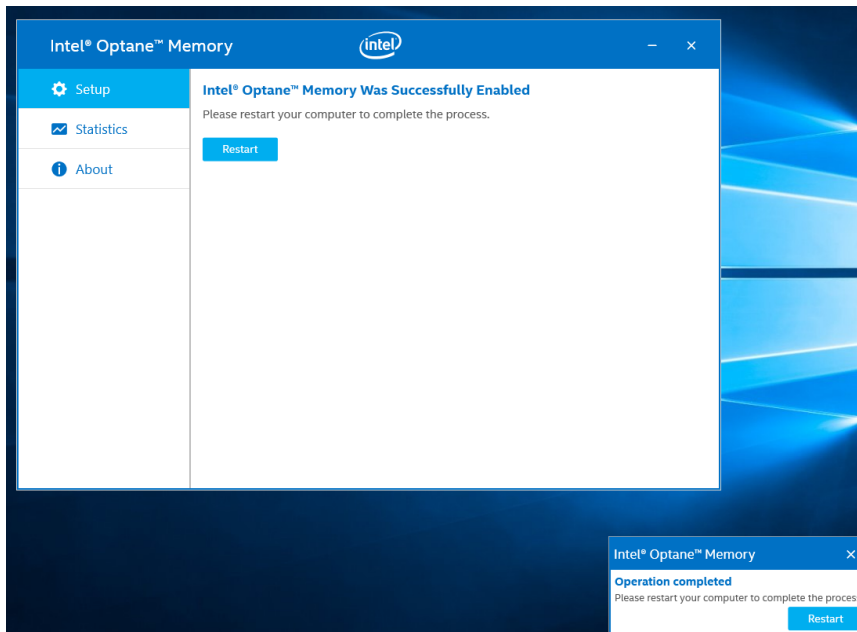 Intel® Optane™ Memory
intel
Setup
Statistics
About
Intel® Optane™ Memory Was Successfully Enabled
Please restart your computer to complete the process.
Restart
Intel® Optane™ Memory
Operation completed
Please restart your computer to complete the proces
Restart